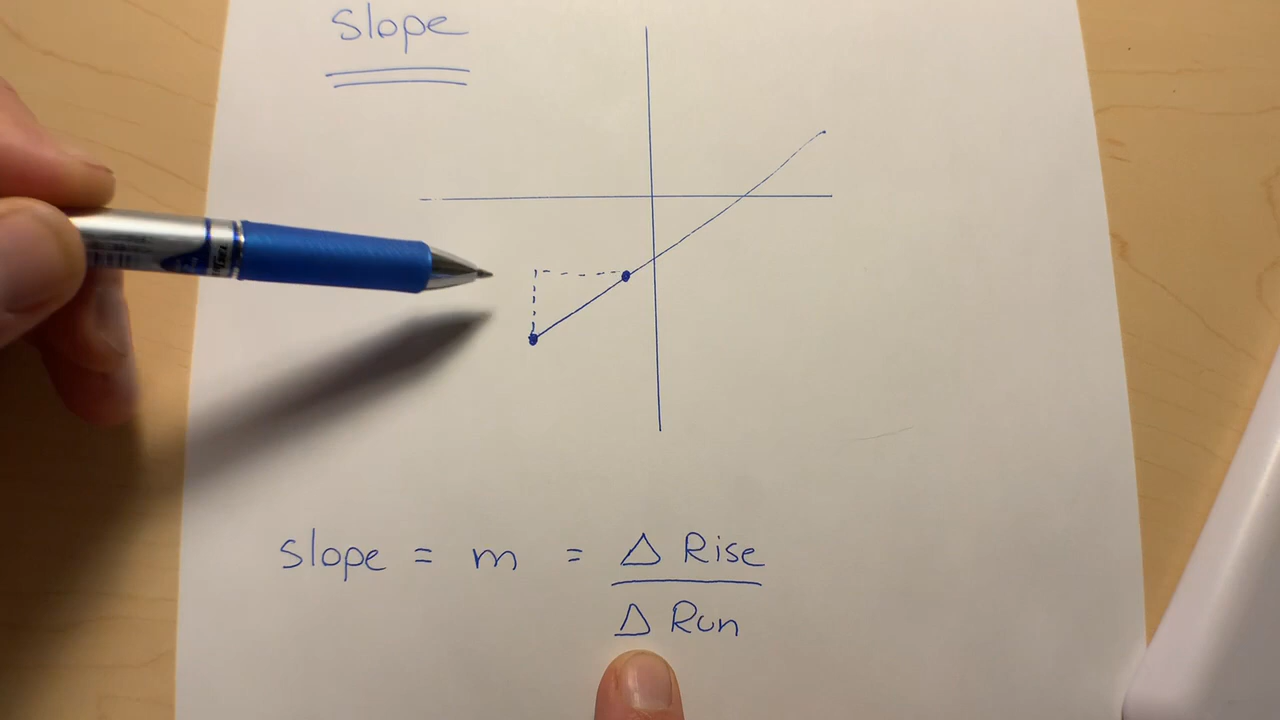 Slope
slope = m = Δ Rise
Δ Run